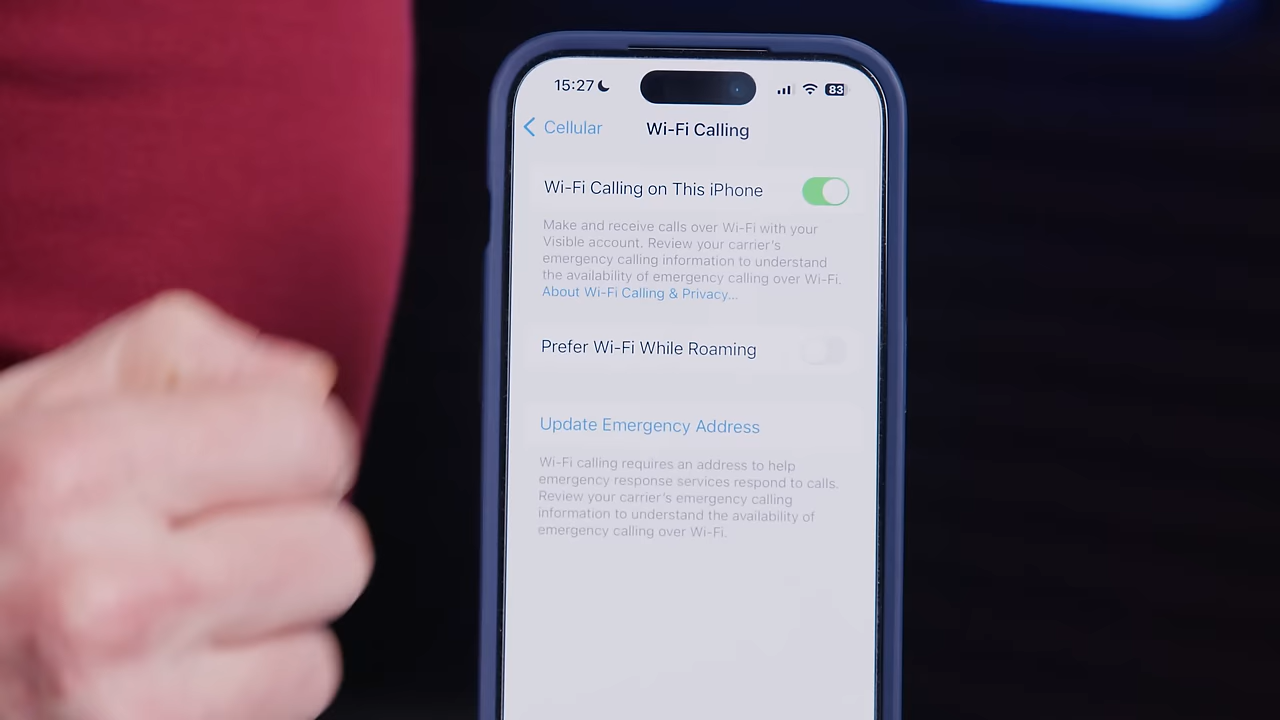 15:27
83
Cellular
Wi-Fi Calling
Wi-Fi Calling on This iPhone
Make and receive calls over Wi-Fi with your
Visible account. Review your carrier's
emergency calling information to understand
the availability of emergency calling over Wi-Fi.
About Wi-Fi Calling & Privacy...
Prefer Wi-Fi While Roaming
Update Emergency Address
Wi-Fi calling requires an address to help
emergency response services respond to calls.
Review your carrier's emergency calling
information to understand the availability of
emergency calling over Wi-Fi.